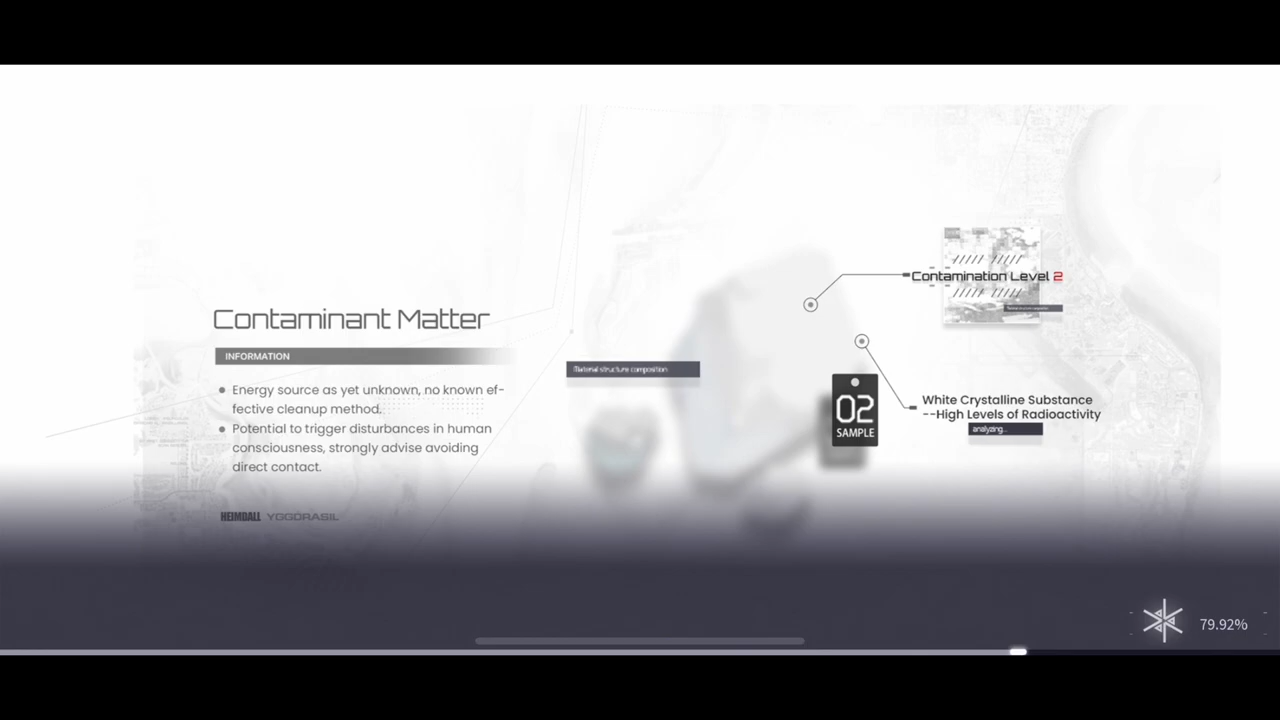 Contamination Level 2
Contaminant Matter
INFORMATION
Material structure composition
Energy source as yet unknown, no known ef-
fective cleanup method.
Potential to trigger disturbances in human
consciousness, strongly advise avoiding
direct contact.
02
SAMPLE
White Crystalline Substance
--High Levels of Radioactivity
analyzing...
HEIMDALL YGGDRASIL
79.92%